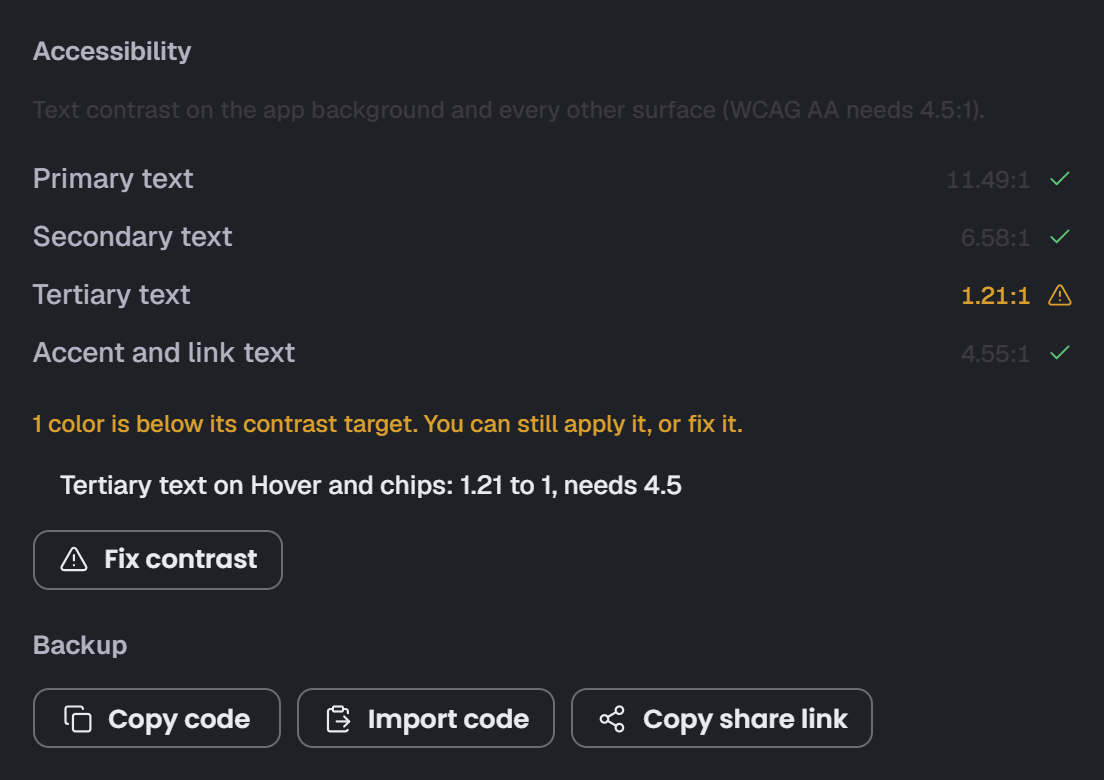 Accessibility
Text contrast on the app background and every other surface (WCAG AA needs 4.5:1).
Primary text 11.49:1
Secondary text 6.58:1
Tertiary text 1.21:1
Accent and link text 4.55:1
1 color is below its contrast target. You can still apply it, or fix it.
Tertiary text on Hover and chips: 1.21 to 1, needs 4.5
Fix contrast
Backup
Copy code Import code Copy share link